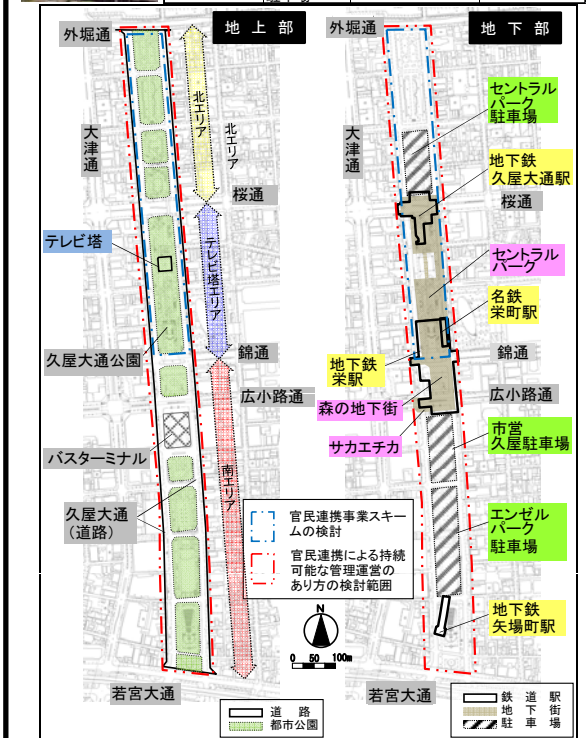 地上部
外堀通
大津通
北エリア
北エリア
桜通
テレビ塔
テレビ塔エリア
久屋大通公園
錦通
広小路通
バスターミナル
南エリア
久屋大通
(道路)
若宮大通
官民連携事業スキー
ムの検討
官民連携による持続
可能な管理運営の
あり方の検討範囲
N
0 50 100m
道路
都市公園
地下部
外堀通
セントラル
パーク
駐車場
大津通
地下鉄
久屋大通駅
桜通
セントラル
パーク
名鉄
栄町駅
錦通
地下鉄
栄駅
広小路通
森の地下街
サカエチカ
市営
久屋駐車場
エンゼル
パーク
駐車場
地下鉄
矢場町駅
若宮大通
鉄道駅
地下街
駐車場